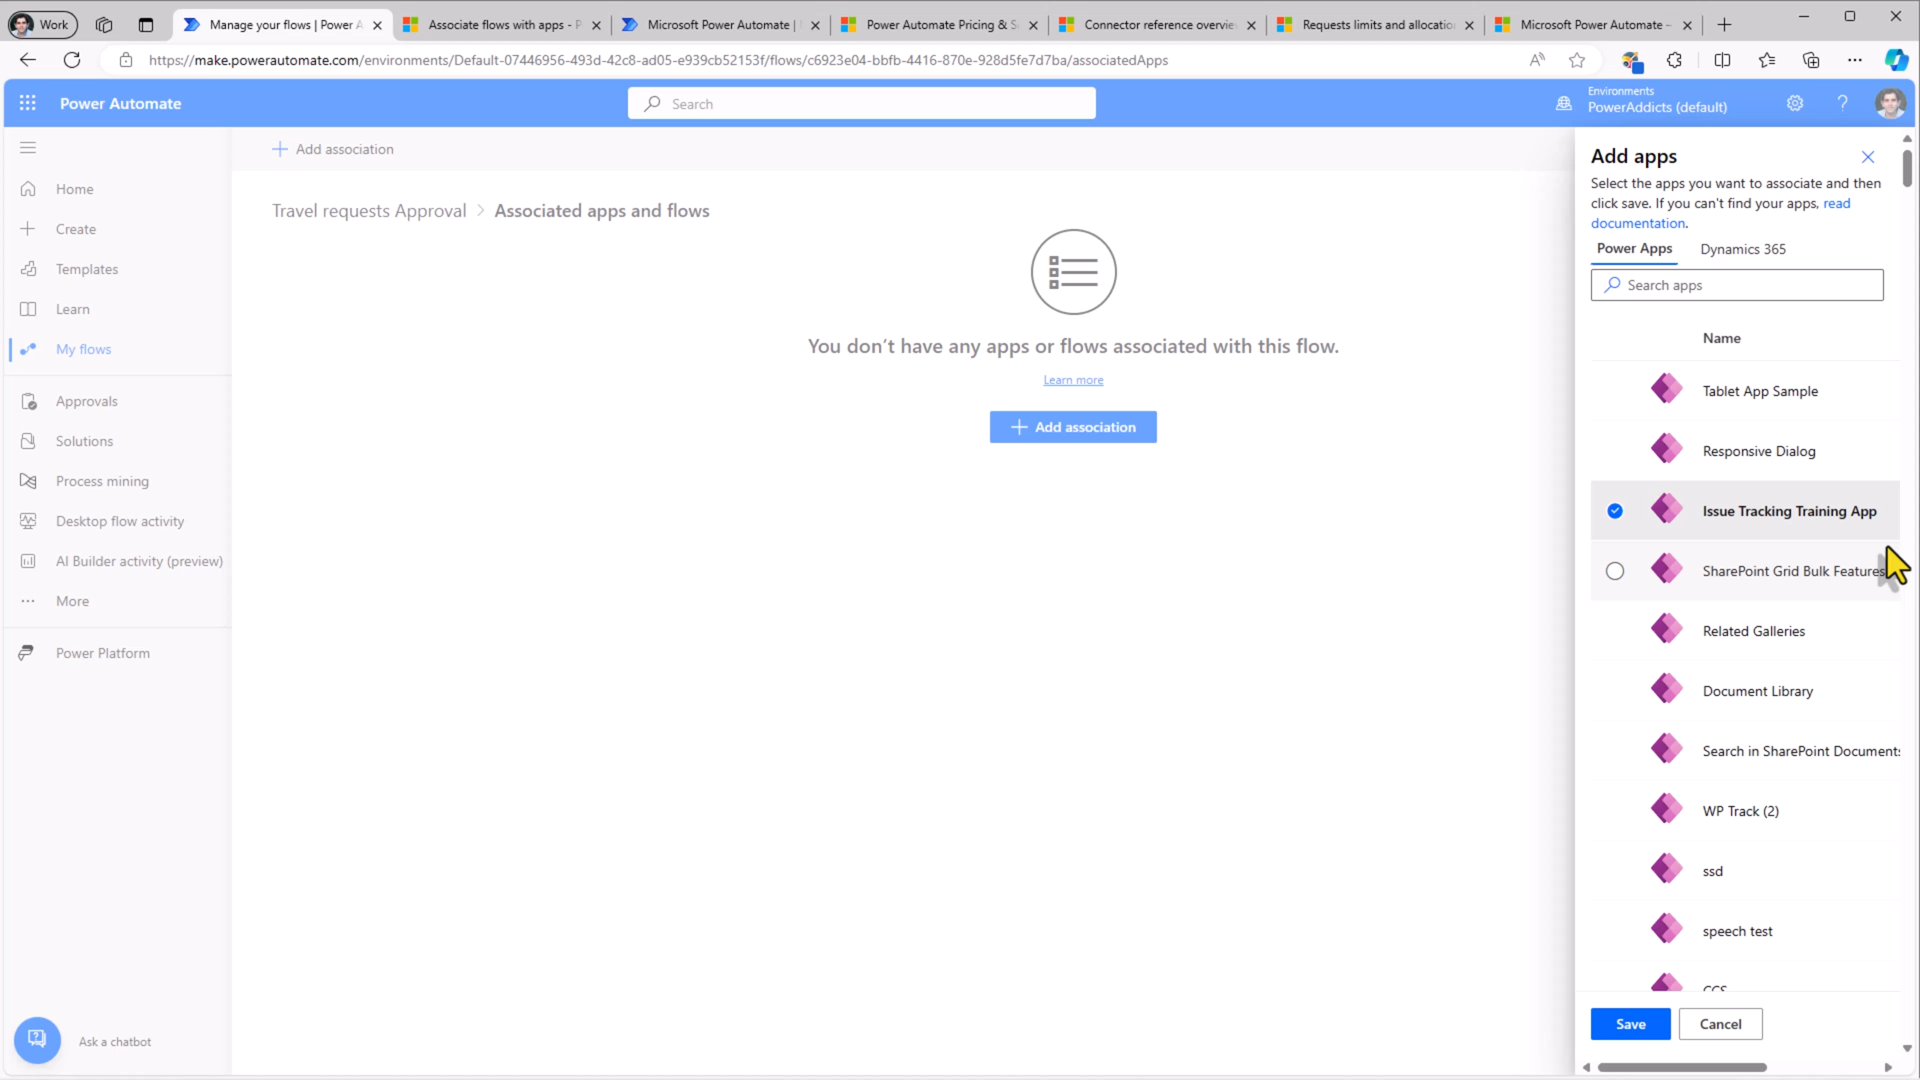 Work
Manage your flows | Power A
Associate flows with apps - P
Microsoft Power Automate |
Power Automate Pricing & S
Connector reference overvie
Requests limits and allocatio
Microsoft Power Automate –
https://make.powerautomate.com/environments/Default-07446956-493d-42c8-ad05-e939cb52153f/flows/c6923e04-bbfb-4416-870e-928d5fe7d7ba/associatedApps
Power Automate
Search
Environments
PowerAddicts (default)
Home
Create
Templates
Learn
My flows
Approvals
Solutions
Process mining
Desktop flow activity
AI Builder activity (preview)
More
Power Platform
Ask a chatbot
Add association
Travel requests Approval > Associated apps and flows
You don't have any apps or flows associated with this flow.
Learn more
Add association
Add apps
Select the apps you want to associate and then
click save. If you can't find your apps, read
documentation.
Power Apps
Dynamics 365
Search apps
Name
Tablet App Sample
Responsive Dialog
Issue Tracking Training App
SharePoint Grid Bulk Features
Related Galleries
Document Library
Search in SharePoint Documents
WP Track (2)
ssd
speech test
CCS
Save
Cancel